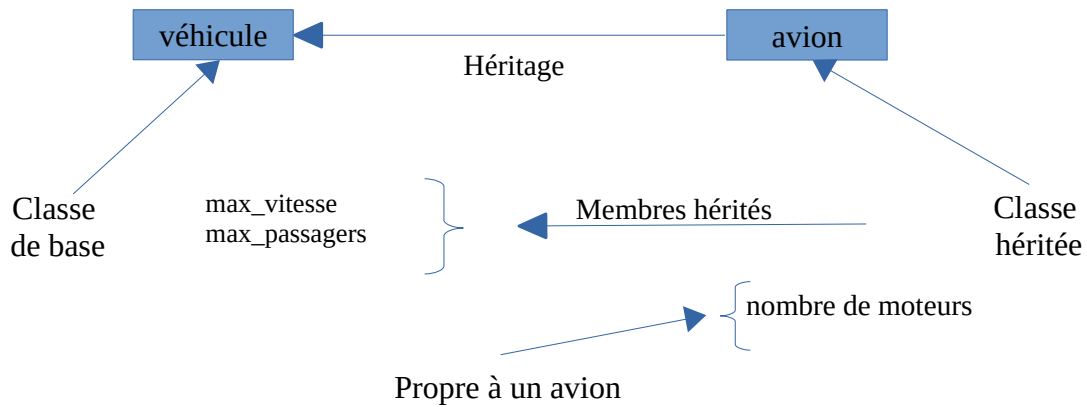 véhicule
avion
Héritage
Classe
de base
max_vitesse
max_passagers
Membres hérités
Classe
héritée
nombre de moteurs
Propre à un avion